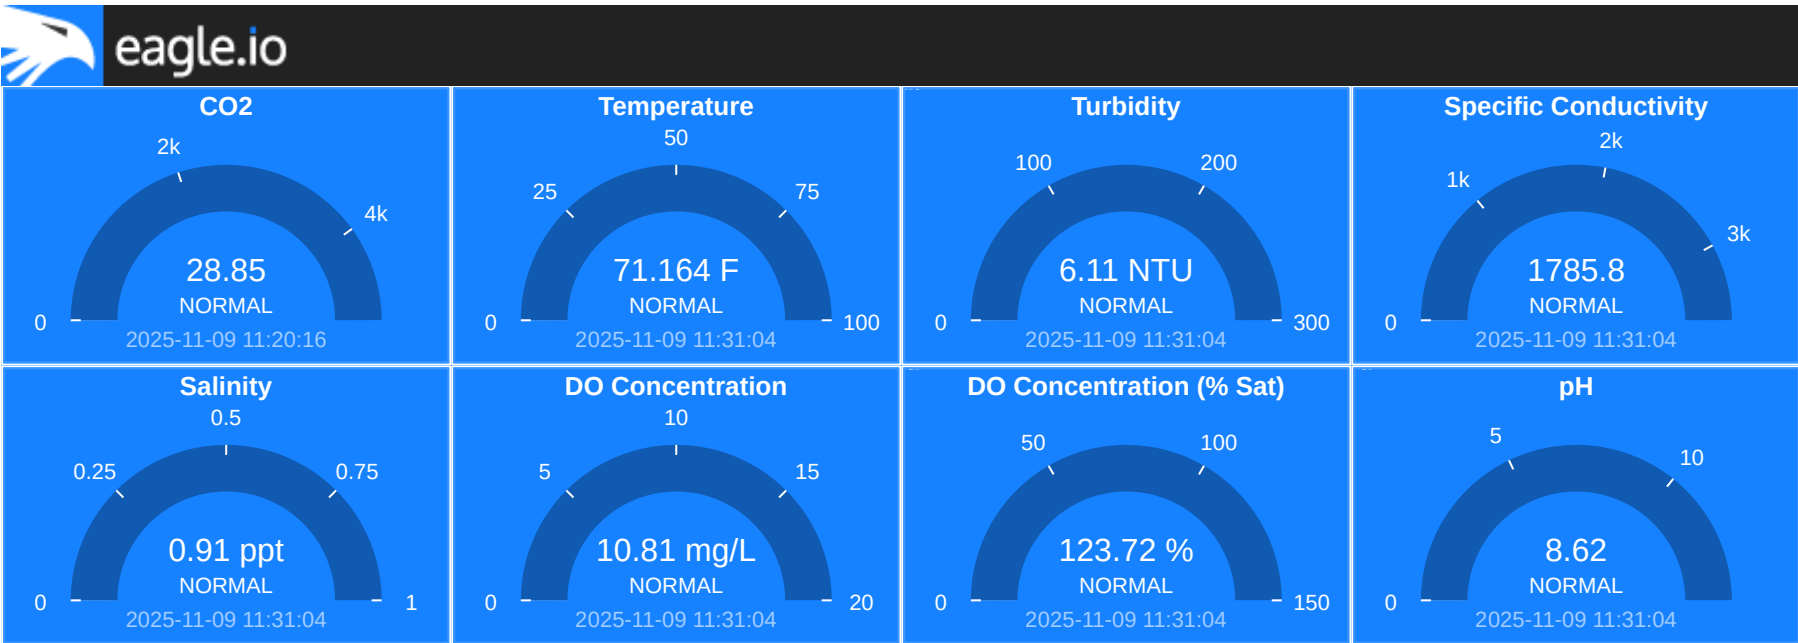 eagle.io
CO2
2k
4k
0
28.85
NORMAL
2025-11-09 11:20:16
Temperature
50
25
75
0
100
71.164 F
NORMAL
2025-11-09 11:31:04
Turbidity
100
200
0
300
6.11 NTU
NORMAL
2025-11-09 11:31:04
Specific Conductivity
2k
1k
3k
0
1785.8
NORMAL
2025-11-09 11:31:04
Salinity
0.5
0.25
0.75
0
1
0.91 ppt
NORMAL
2025-11-09 11:31:04
DO Concentration
10
5
15
0
20
10.81 mg/L
NORMAL
2025-11-09 11:31:04
DO Concentration (% Sat)
50
100
0
150
123.72 %
NORMAL
2025-11-09 11:31:04
pH
5
10
0
8.62
NORMAL
2025-11-09 11:31:04